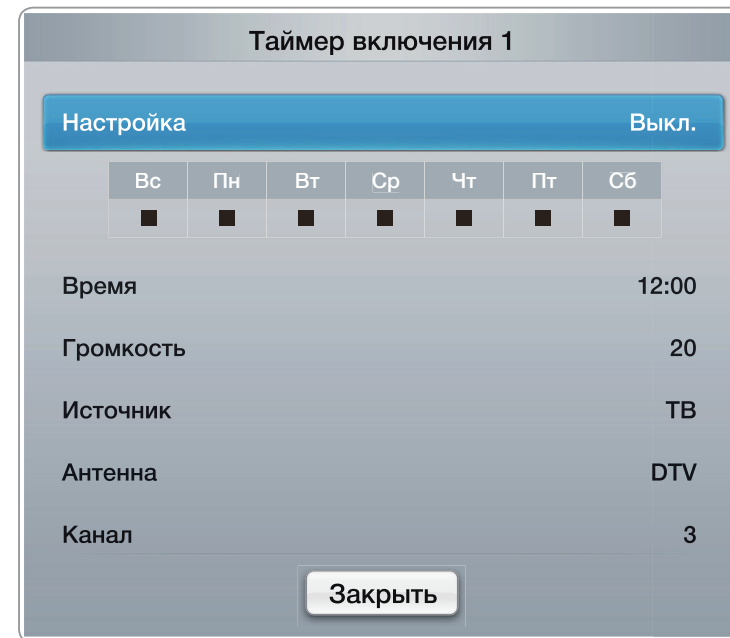 Таймер включения 1
Настройка Выкл.
Вс Пн Вт Ср Чт Пт Сб
Время 12:00
Громкость 20
Источник ТВ
Антенна DTV
Канал 3
Закрыть